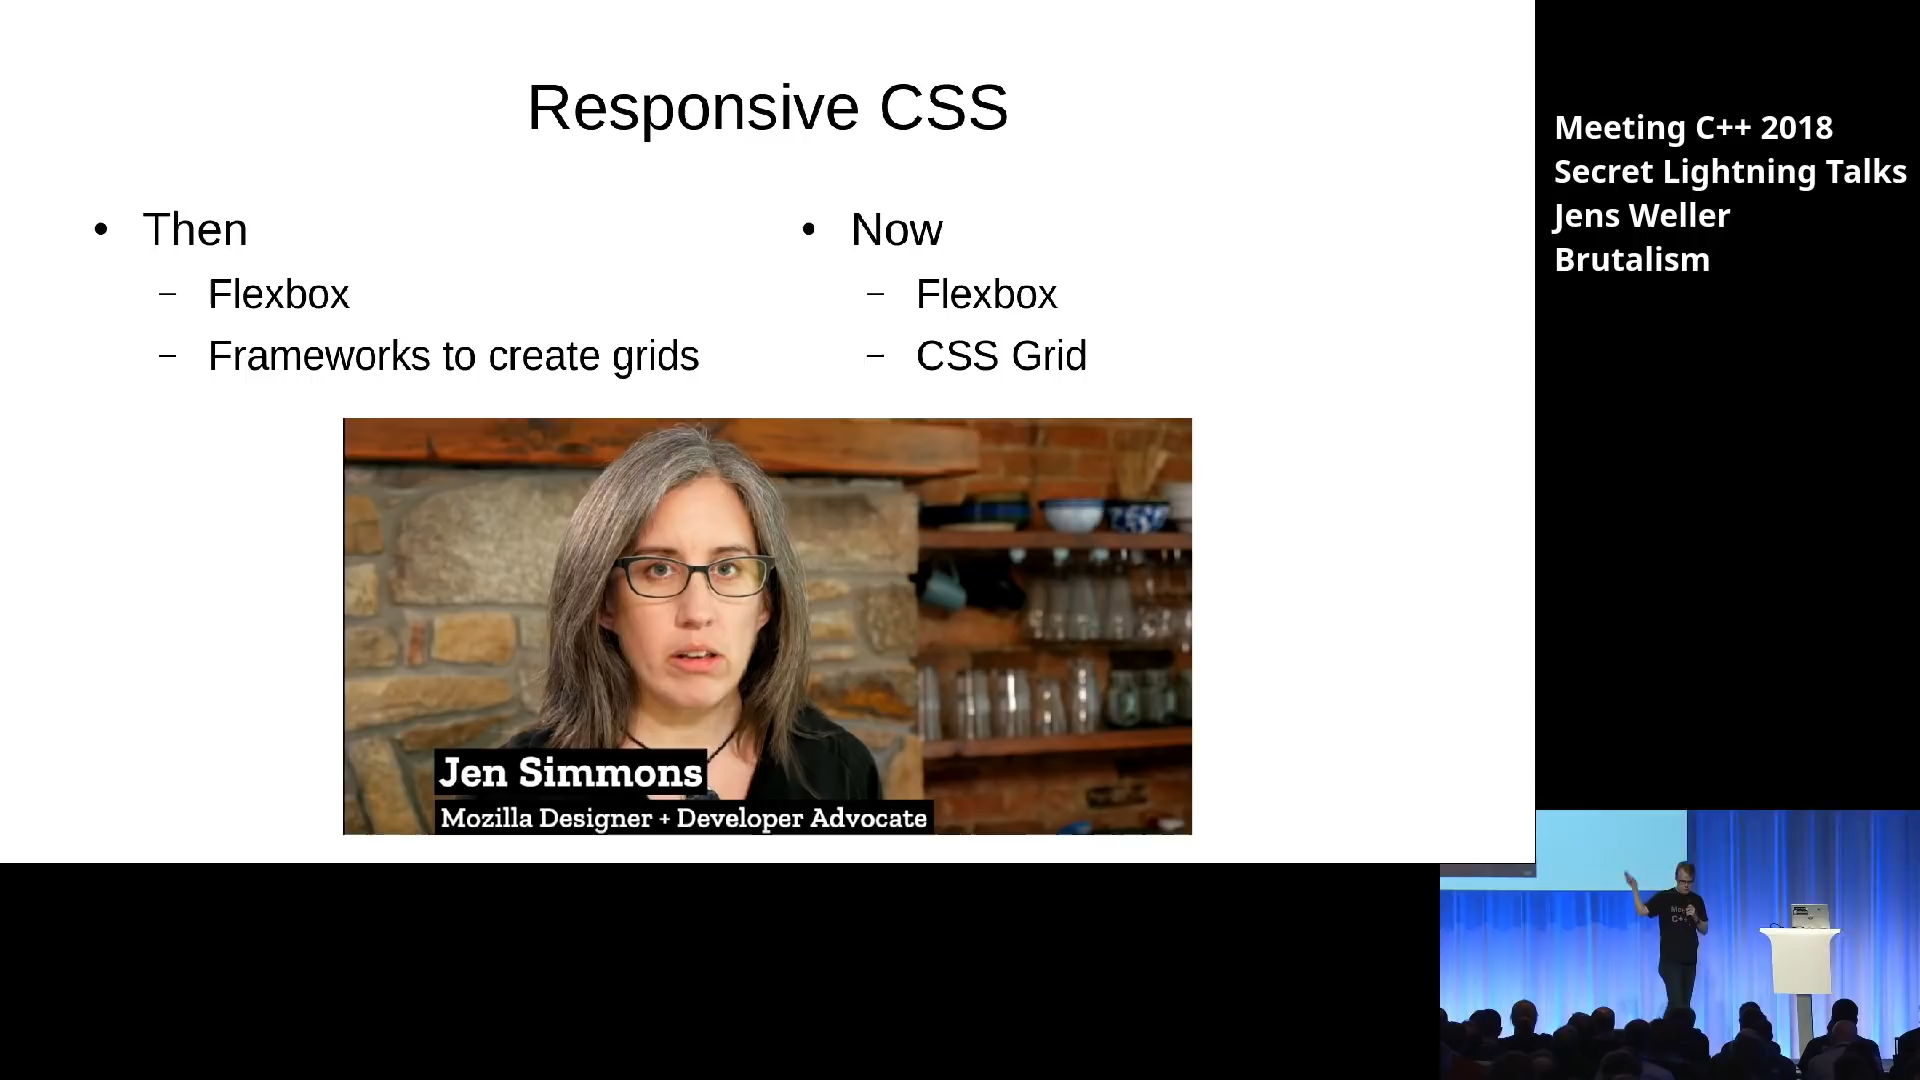 Responsive CSS
• Then
– Flexbox
– Frameworks to create grids
• Now
– Flexbox
– CSS Grid
Jen Simmons
Mozilla Designer + Developer Advocate
Meeting C++ 2018
Secret Lightning Talks
Jens Weller
Brutalism